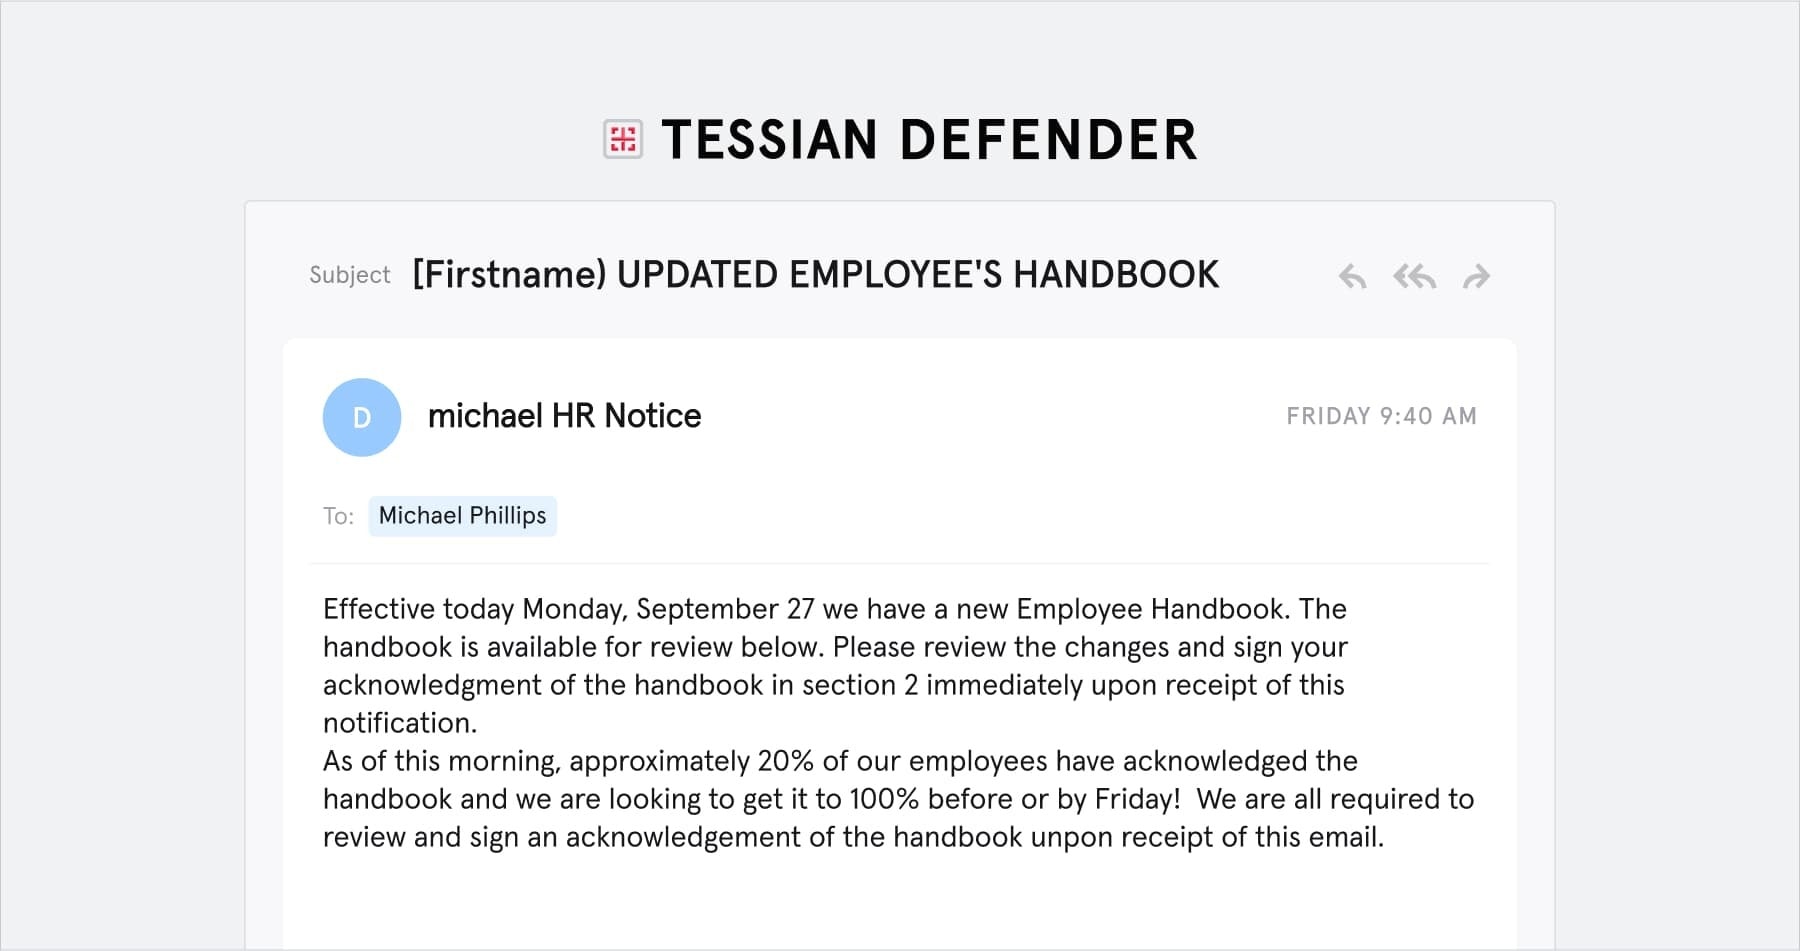 TESSIAN DEFENDER
Subject [Firstname) UPDATED EMPLOYEE'S HANDBOOK
D michael HR Notice FRIDAY 9:40 AM
To: Michael Phillips
Effective today Monday, September 27 we have a new Employee Handbook. The
handbook is available for review below. Please review the changes and sign your
acknowledgment of the handbook in section 2 immediately upon receipt of this
notification.
As of this morning, approximately 20% of our employees have acknowledged the
handbook and we are looking to get it to 100% before or by Friday!  We are all required to
review and sign an acknowledgement of the handbook unpon receipt of this email.